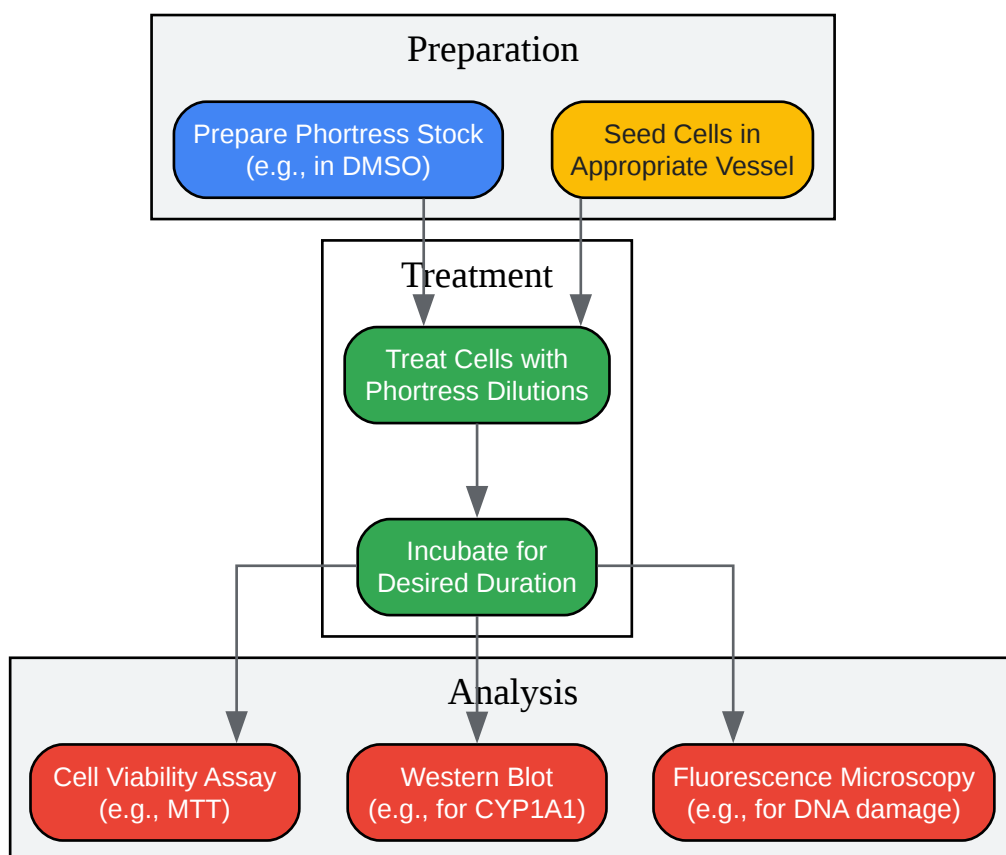 Preparation
Prepare Phortress Stock
(e.g., in DMSO)
Seed Cells in
Appropriate Vessel
Treatment
Treat Cells with
Phortress Dilutions
Incubate for
Desired Duration
Analysis
Cell Viability Assay
(e.g., MTT)
Western Blot
(e.g., for CYP1A1)
Fluorescence Microscopy
(e.g., for DNA damage)